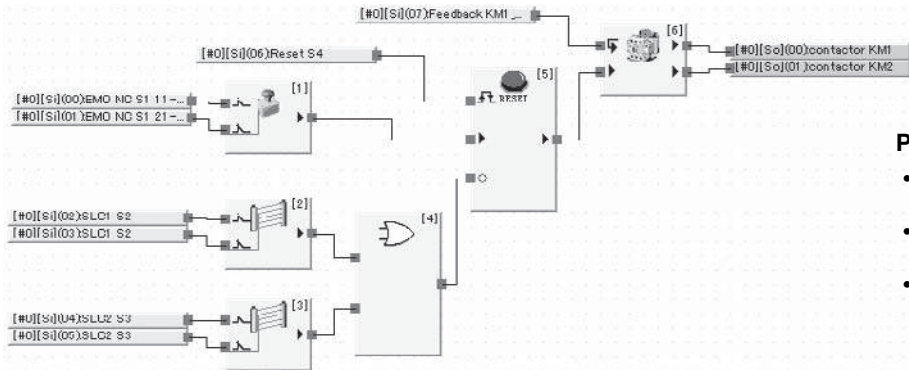 [#0][Si](07):Feedback KM1
[6]
[#0][So](00):contactor KM1
[#0][So](01):contactor KM2
[#0][Si](06):Reset S4
[5]
RESET
[1]
[#0][Si](00):EMO NC S1 11-...
[#0][Si](01):EMO NC S1 21-...
P
[2]
[#0][Si](02):SLC1 S2
[#0][Si](03):SLC1 S2
[4]
[3]
[#0][Si](04):SLC2 S3
[#0][Si](05):SLC2 S3